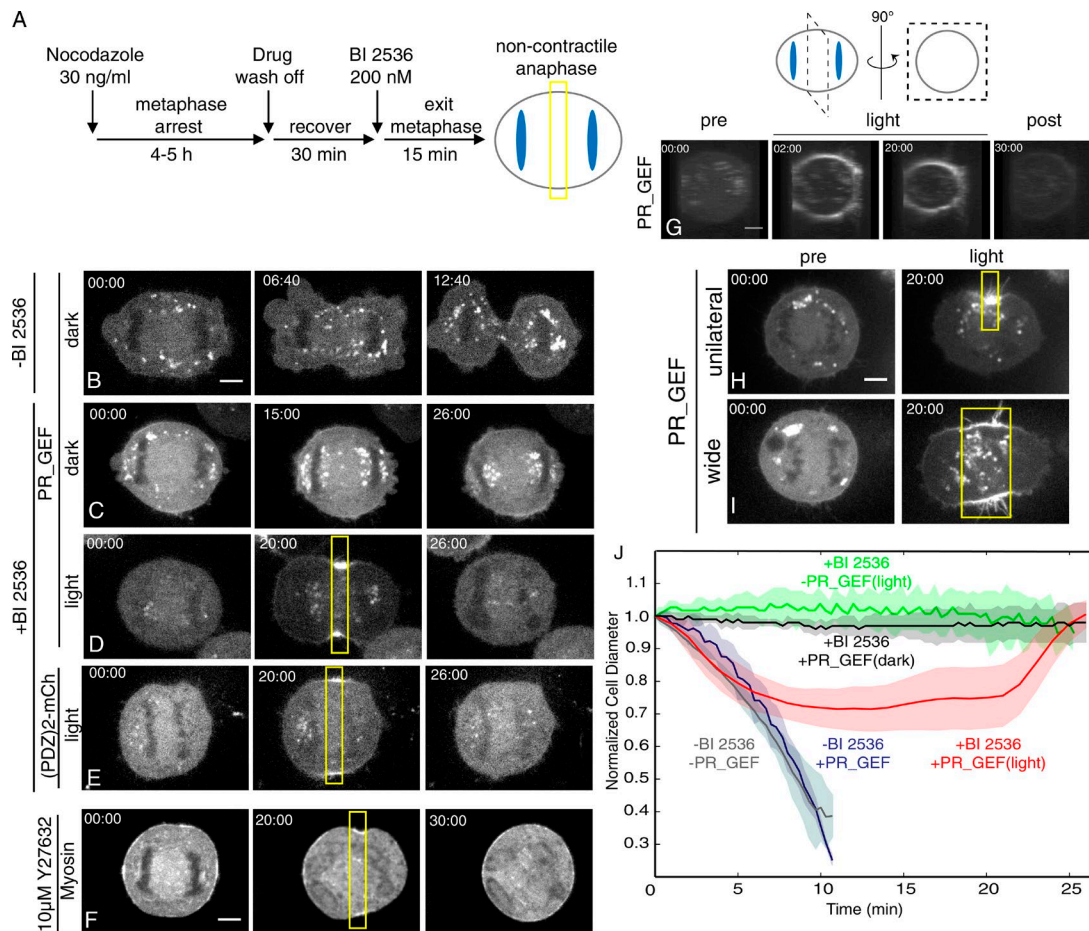 A
Nocodazole
30 ng/ml
Drug
wash off
BI 2536
200 nM
non-contractile
anaphase
metaphase
arrest
recover
exit
metaphase
4-5 h
30 min
15 min
90°
pre
light
post
PR_GEF
00:00
02:00
20:00
30:00
G
-BI 2536
dark
00:00
06:40
12:40
B
PR_GEF
dark
00:00
15:00
26:00
C
+BI 2536
light
00:00
20:00
26:00
D
(PDZ)2-mCh
light
00:00
20:00
26:00
E
10µM Y27632
Myosin
00:00
20:00
30:00
F
pre
light
PR_GEF
unilateral
20:00
H
wide
00:00
20:00
I
J
+BI 2536
-PR_GEF(light)
+BI 2536
+PR_GEF(dark)
-BI 2536
-PR_GEF
-BI 2536
+PR_GEF
+BI 2536
+PR_GEF(light)
Normalized Cell Diameter
1.1
1.0
0.9
0.8
0.7
0.6
0.5
0.4
0.3
0
5
10
15
20
25
Time (min)